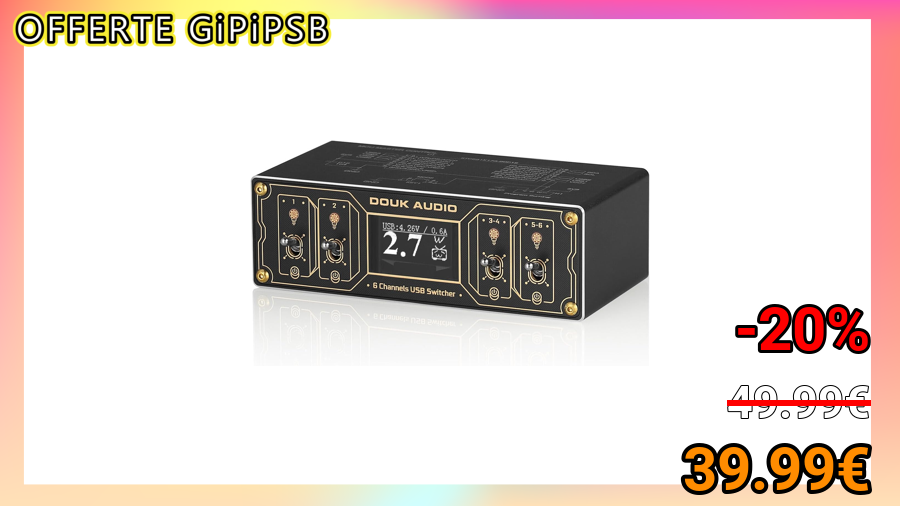 OFFERTE GiPiPSB
1
2
DOUK AUDIO
3-4
5-6
USB:4.26V / 0.6A
2.7 W
6 Channels USB Switcher
-20%
49.99€
39.99€